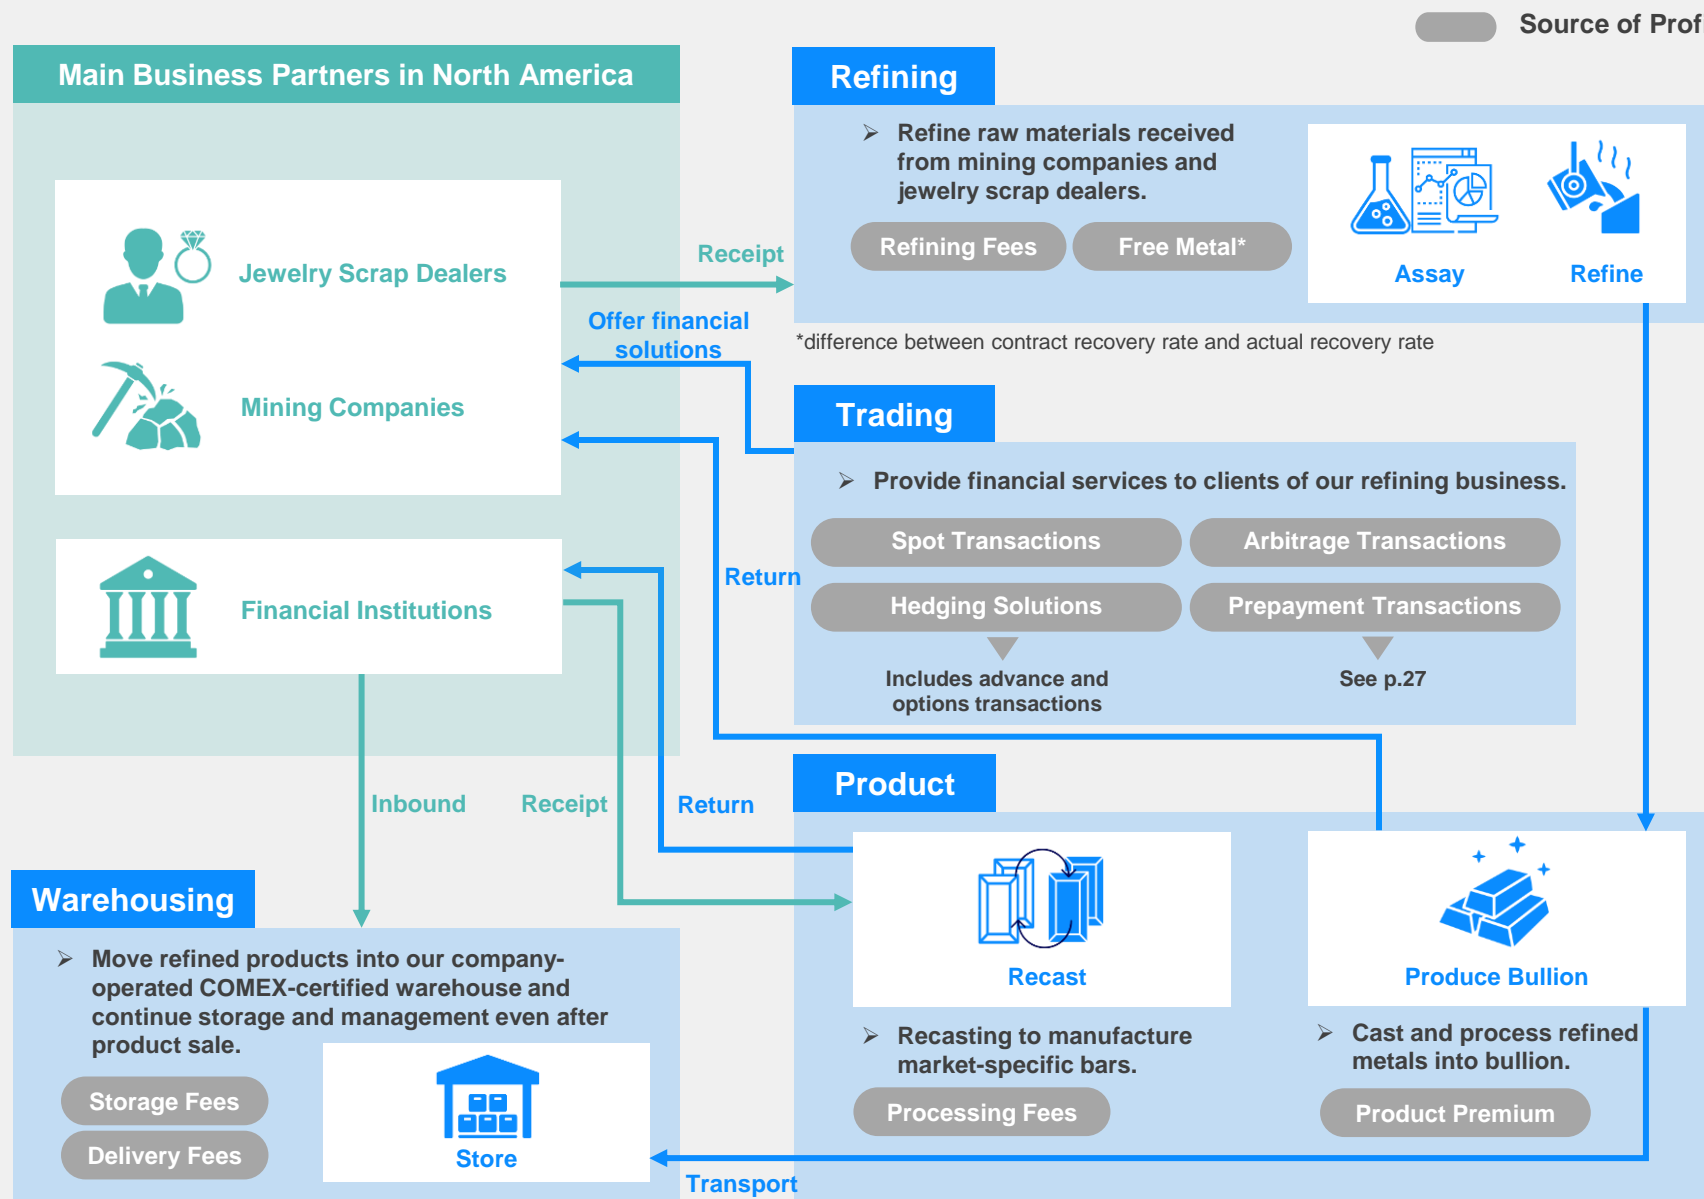 Source of Profi
Main Business Partners in North America
Jewelry Scrap Dealers
Mining Companies
Financial Institutions
Receipt
Offer financial
solutions
Return
Inbound
Receipt
Return
Refining
➢ Refine raw materials received
from mining companies and
jewelry scrap dealers.
Refining Fees
Free Metal*
Assay
Refine
*difference between contract recovery rate and actual recovery rate
Trading
➢ Provide financial services to clients of our refining business.
Spot Transactions
Arbitrage Transactions
Hedging Solutions
Prepayment Transactions
Includes advance and
options transactions
See p.27
Product
Recast
➢ Recasting to manufacture
market-specific bars.
Processing Fees
Produce Bullion
➢ Cast and process refined
metals into bullion.
Product Premium
Warehousing
➢ Move refined products into our company-
operated COMEX-certified warehouse and
continue storage and management even after
product sale.
Storage Fees
Delivery Fees
Store
Transport